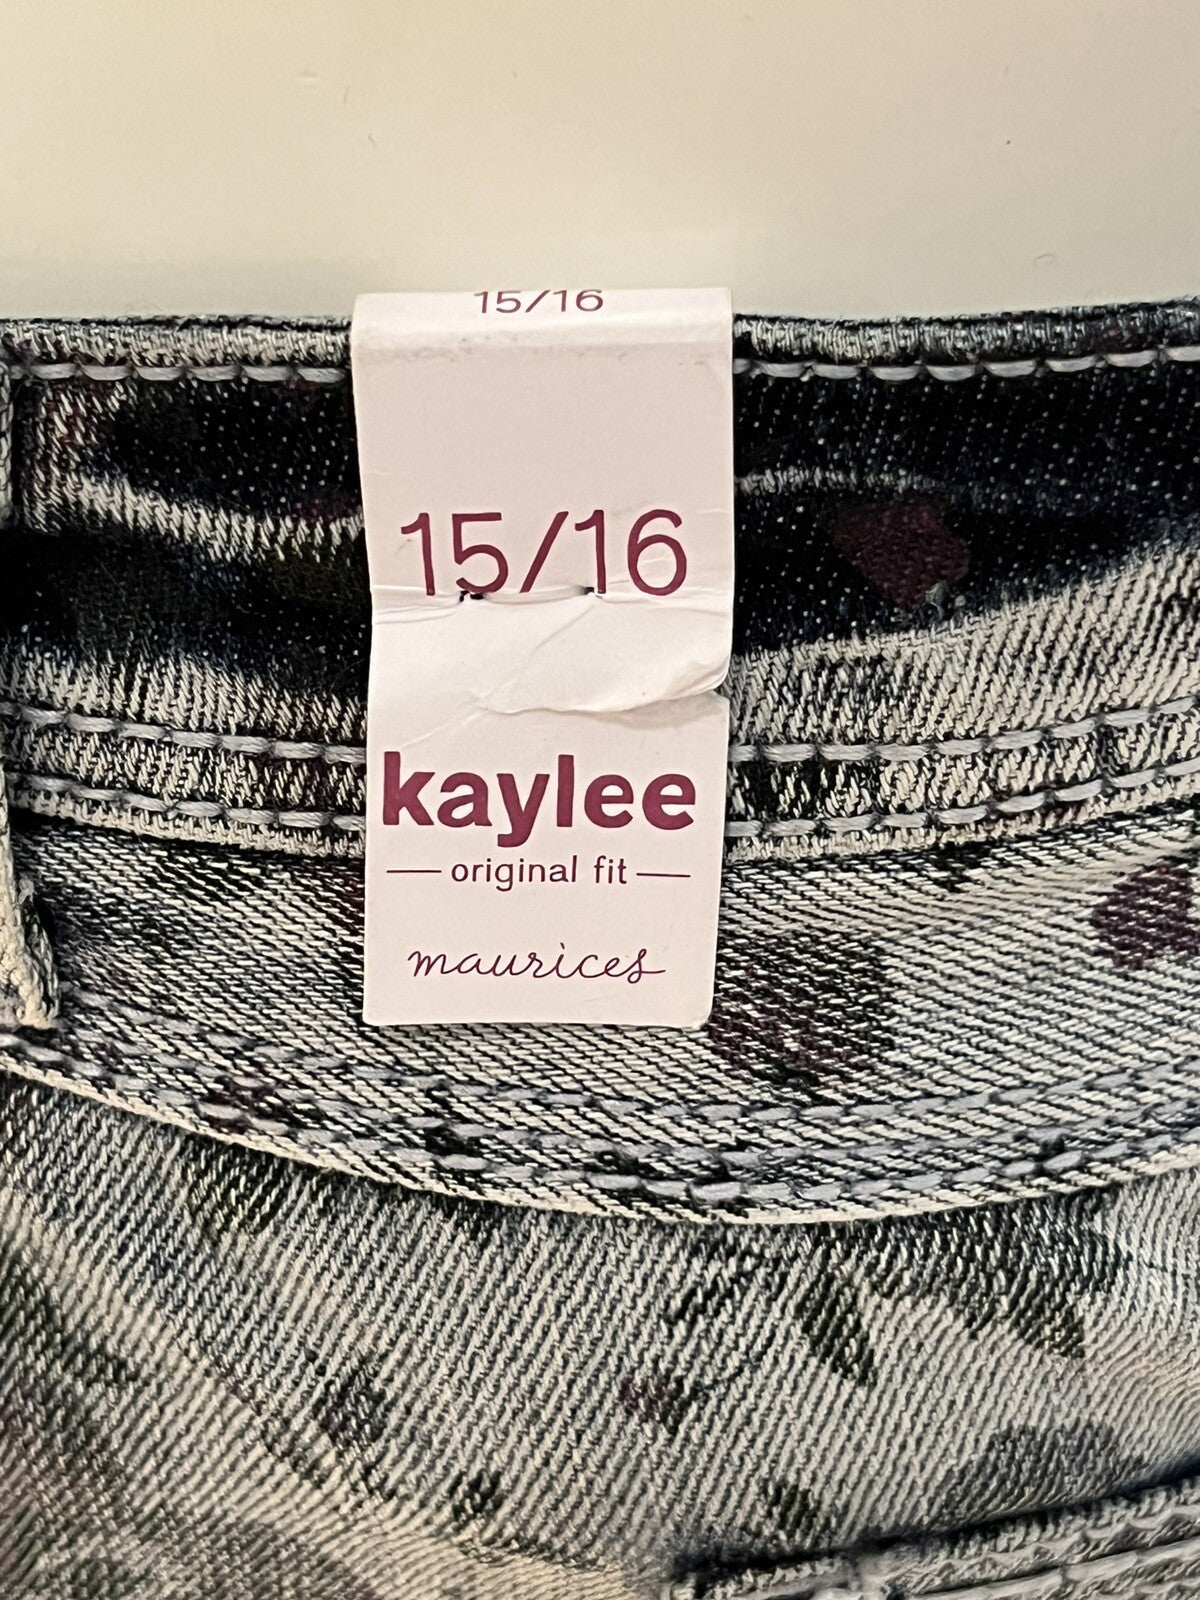 15/16
15/16
kaylee
original fit
maurices